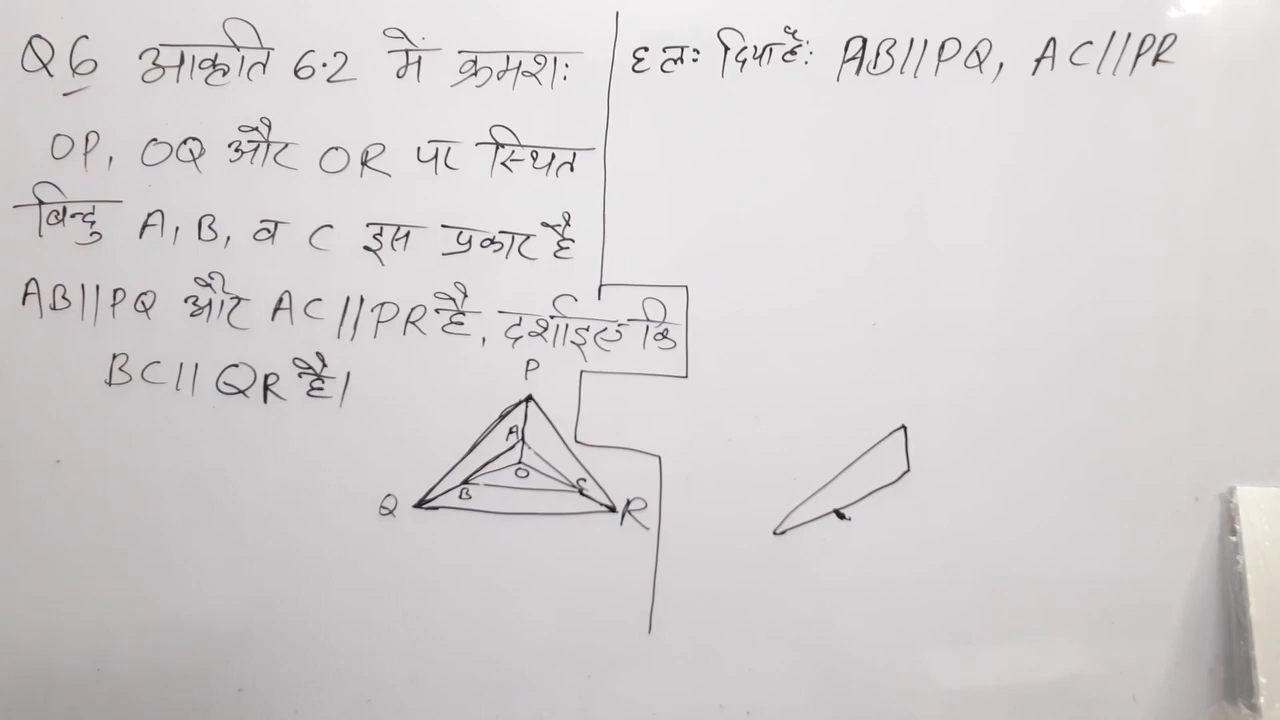 Q6 आकृति 6.2 में क्रमशः
OP, OQ और OR पर स्थित
बिन्दु A, B, व C इस प्रकार है
AB||PQ और AC||PR है, दर्शाइए कि
BC|| QR है।
हलः दिया हैः AB||PQ, AC||PR
P
A
O
B
C
Q
R